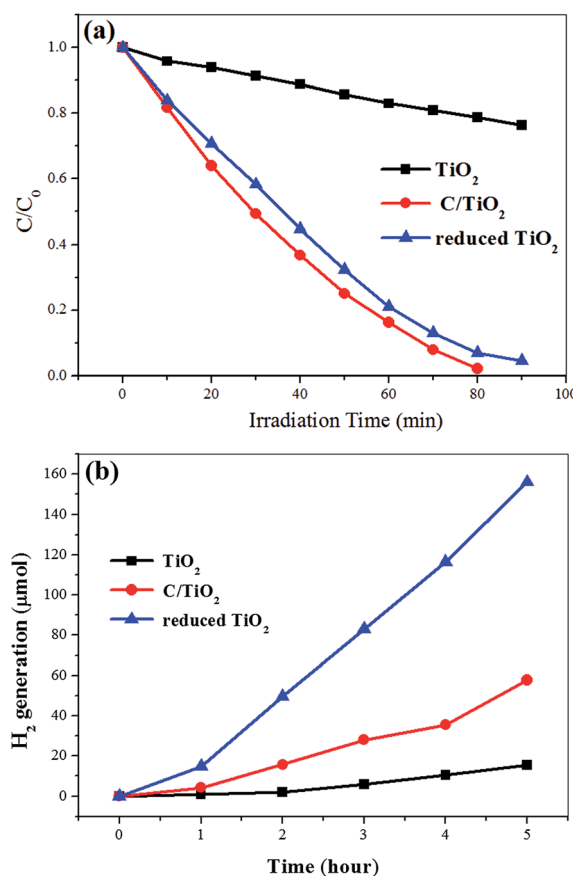 (a)
1.0
0.8
0.6
0.4
0.2
0.0
C/C₀
TiO₂
C/TiO₂
reduced TiO₂
0 20 40 60 80 100
Irradiation Time (min)
(b)
160
140
120
100
80
60
40
20
0
H₂ generation (μmol)
TiO₂
C/TiO₂
reduced TiO₂
0 1 2 3 4 5
Time (hour)